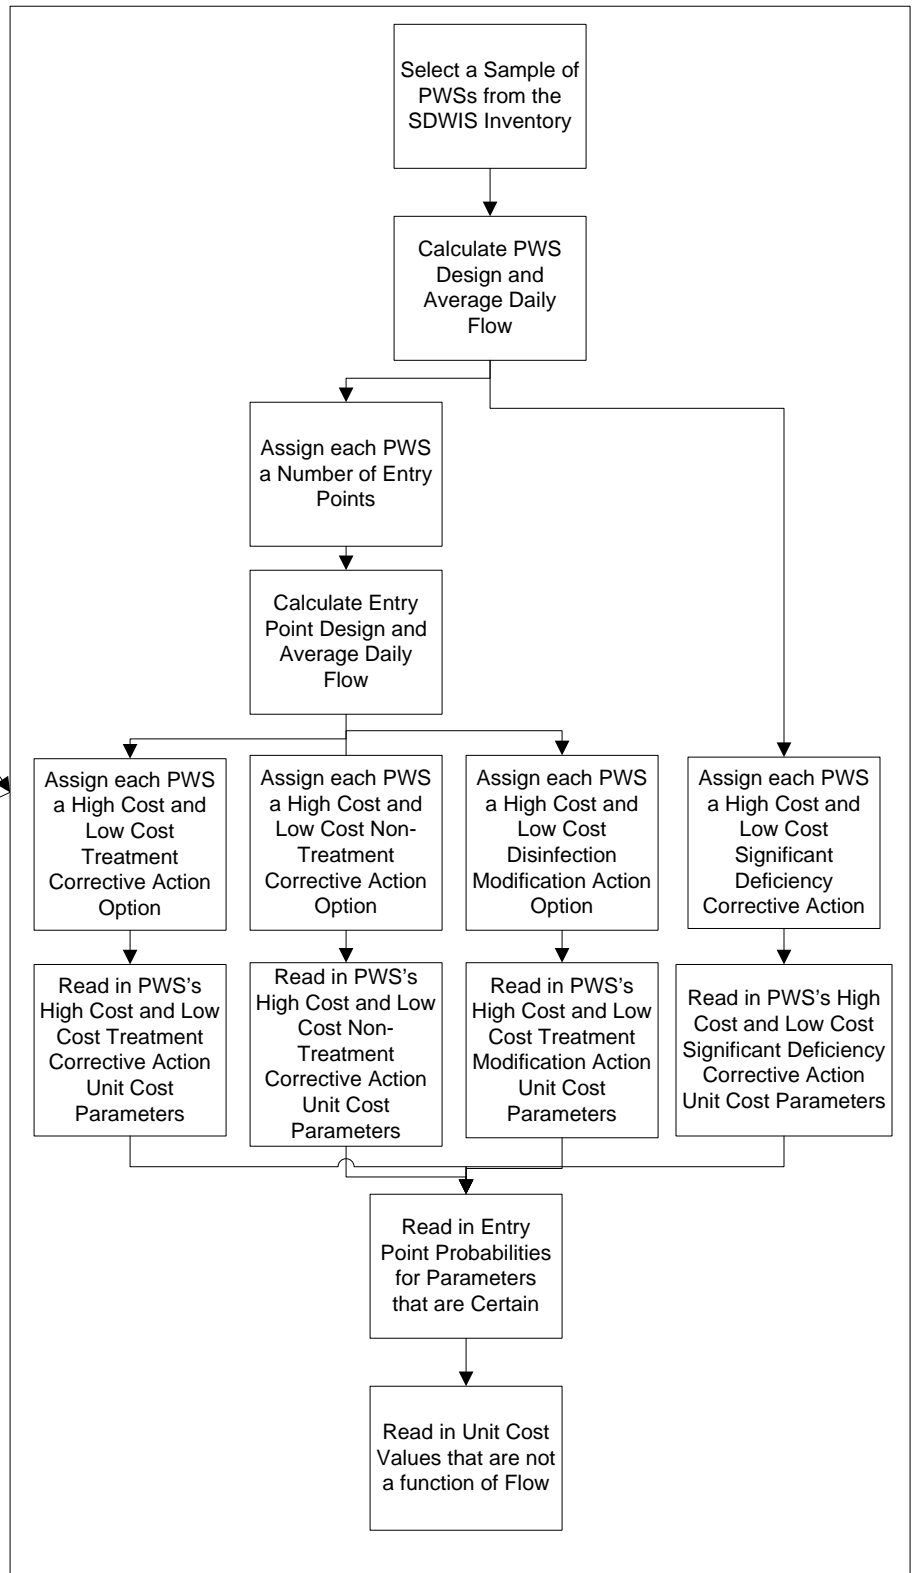 Select a Sample of
PWSs from the
SDWIS Inventory
Calculate PWS
Design and
Average Daily
Flow
Assign each PWS
a Number of Entry
Points
Calculate Entry
Point Design and
Average Daily
Flow
Assign each PWS
a High Cost and
Low Cost
Treatment
Corrective Action
Option
Assign each PWS
a High Cost and
Low Cost Non-
Treatment
Corrective Action
Option
Assign each PWS
a High Cost and
Low Cost
Disinfection
Modification Action
Option
Assign each PWS
a High Cost and
Low Cost
Significant
Deficiency
Corrective Action
Read in PWS's
High Cost and Low
Cost Treatment
Corrective Action
Unit Cost
Parameters
Read in PWS's
High Cost and Low
Cost Non-
Treatment
Corrective Action
Unit Cost
Parameters
Read in PWS's
High Cost and Low
Cost Treatment
Modification Action
Unit Cost
Parameters
Read in PWS's High
Cost and Low Cost
Significant Deficiency
Corrective Action
Unit Cost Parameters
Read in Entry
Point Probabilities
for Parameters
that are Certain
Read in Unit Cost
Values that are not
a function of Flow